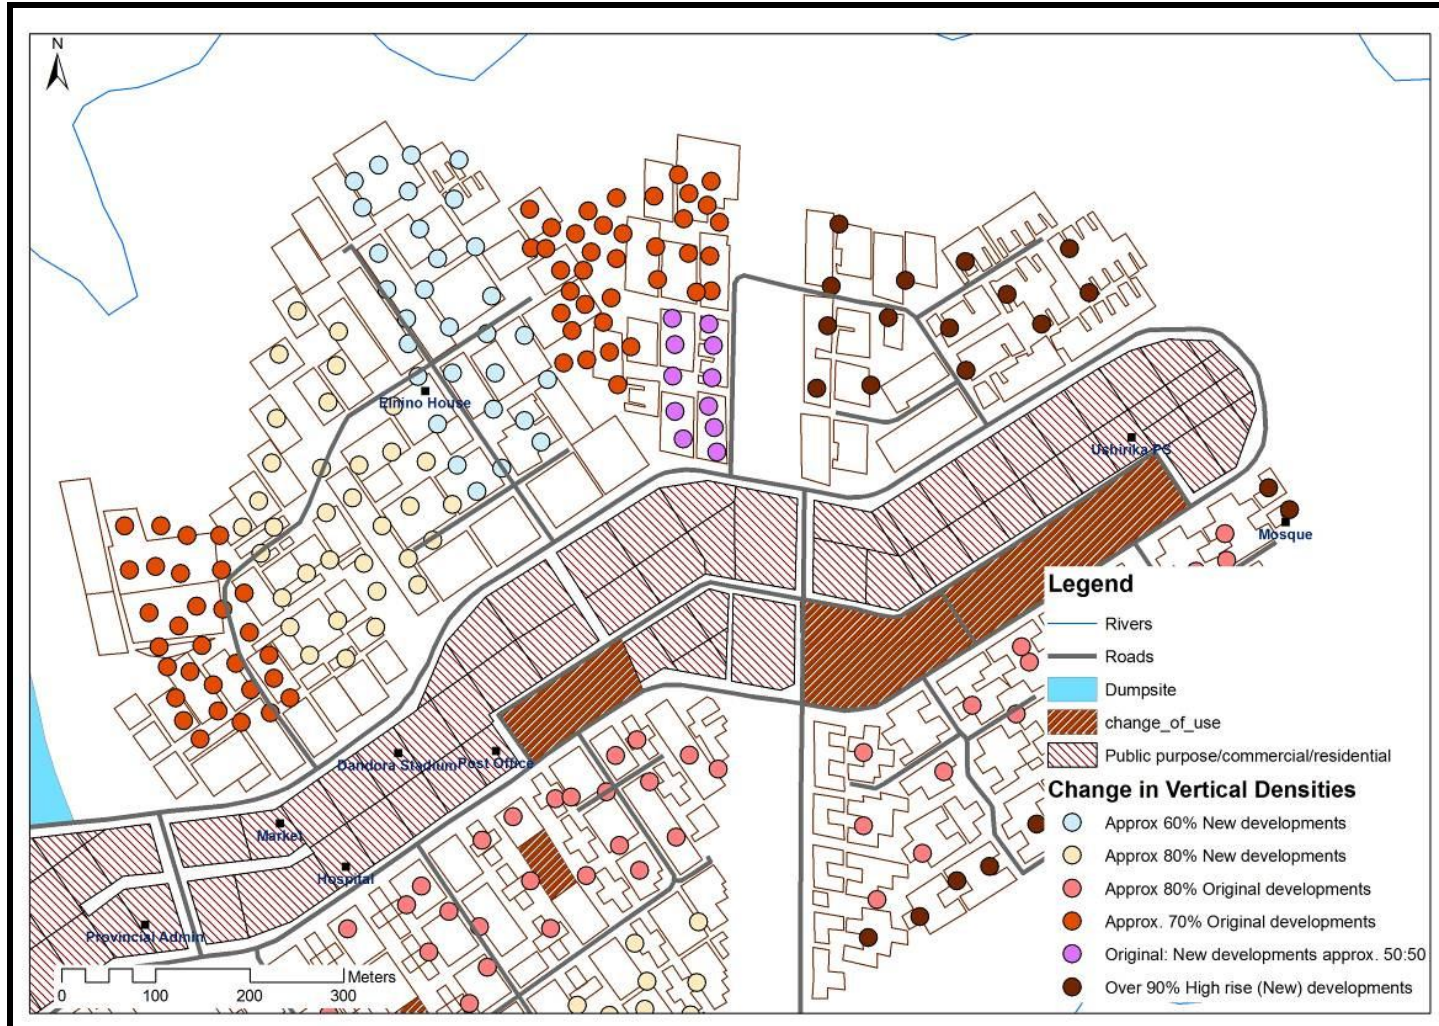 N
Elnino House
Ushirika PS
Mosque
Dandora Stadium
Post Office
Market
Hospital
Provincial Admin
Meters
0 100 200 300
Legend
Rivers
Roads
Dumpsite
change_of_use
Public purpose/commercial/residential
Change in Vertical Densities
Approx 60% New developments
Approx 80% New developments
Approx 80% Original developments
Approx. 70% Original developments
Original: New developments approx. 50:50
Over 90% High rise (New) developments